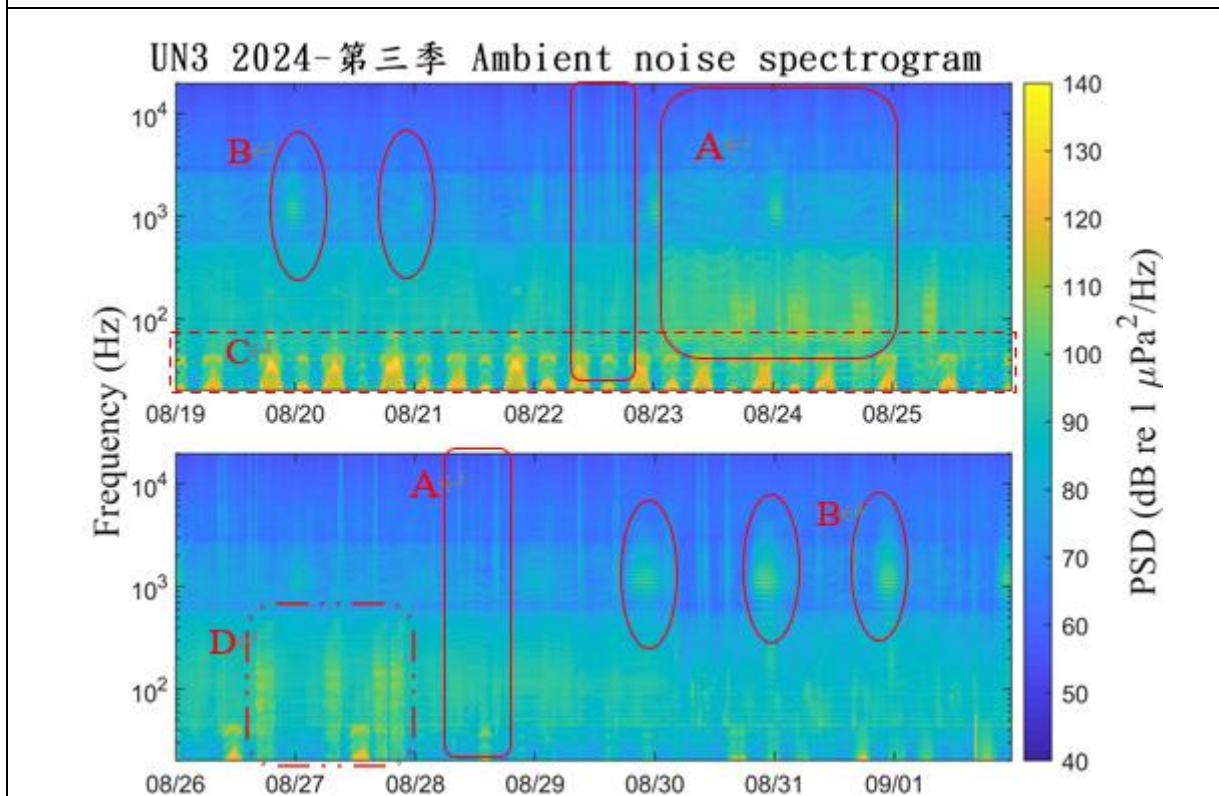 UN3 2024-第三季 Ambient noise spectrogram
Frequency (Hz)
10⁴
10³
10²
B↵
A↵
C↵
08/19 08/20 08/21 08/22 08/23 08/24 08/25
10⁴
10³
10²
A↵
B↵
D↵
08/26 08/27 08/28 08/29 08/30 08/31 09/01
140
130
120
110
100
90
80
70
60
50
40
PSD (dB re 1 μPa²/Hz)